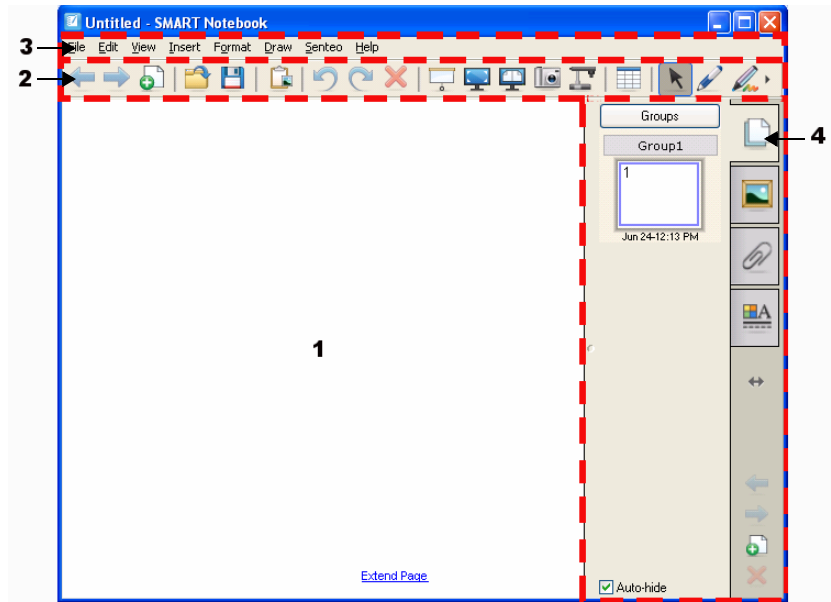 Untitled - SMART Notebook
3
File Edit View Insert Format Draw Senteo Help
2
Groups
4
Group1
1
Jun 24-12:13 PM
A
1
Extend Page
Auto-hide